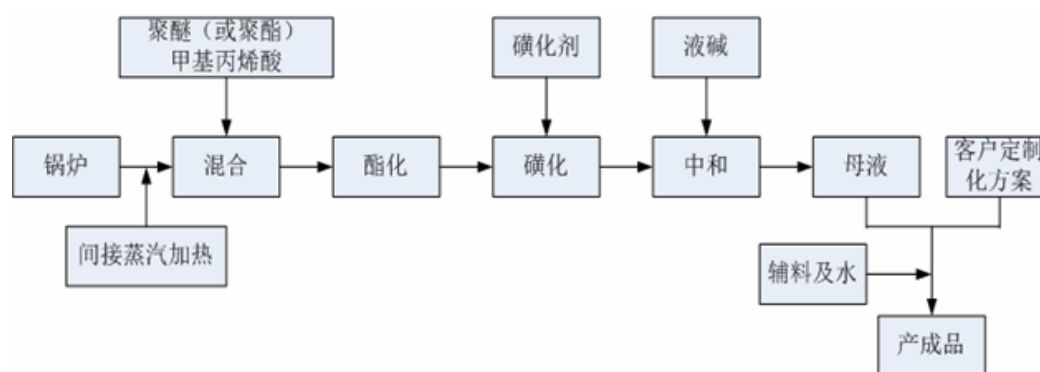 聚醚（或聚酯）
甲基丙烯酸
磺化剂
液碱
锅炉
混合
酯化
磺化
中和
母液
客户定制
化方案
间接蒸汽加热
辅料及水
产成品